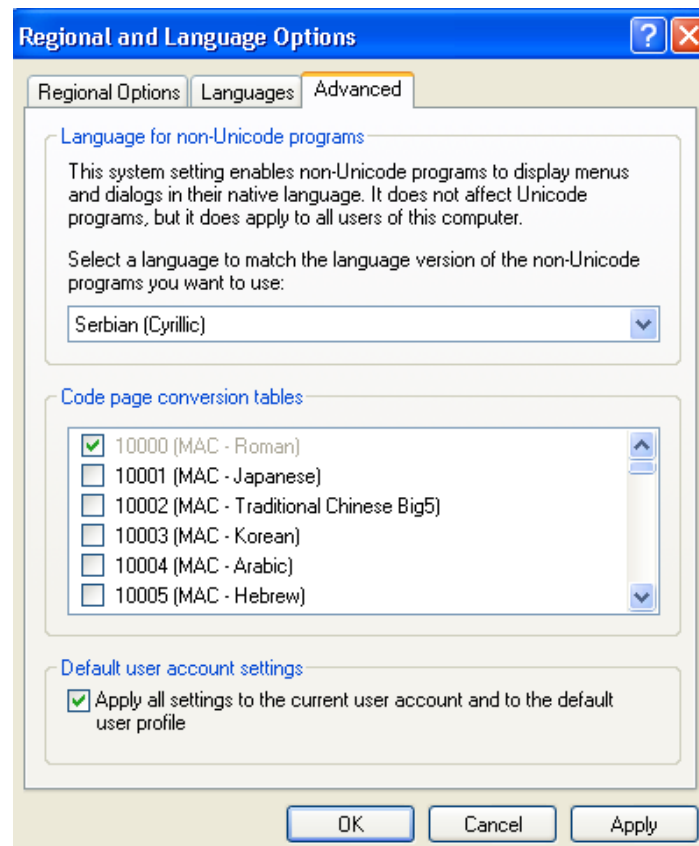 Regional and Language Options
Regional Options Languages Advanced
Language for non-Unicode programs
This system setting enables non-Unicode programs to display menus
and dialogs in their native language. It does not affect Unicode
programs, but it does apply to all users of this computer.
Select a language to match the language version of the non-Unicode
programs you want to use:
Serbian (Cyrillic)
Code page conversion tables
10000 (MAC - Roman)
10001 (MAC - Japanese)
10002 (MAC - Traditional Chinese Big5)
10003 (MAC - Korean)
10004 (MAC - Arabic)
10005 (MAC - Hebrew)
Default user account settings
Apply all settings to the current user account and to the default
user profile
OK Cancel Apply